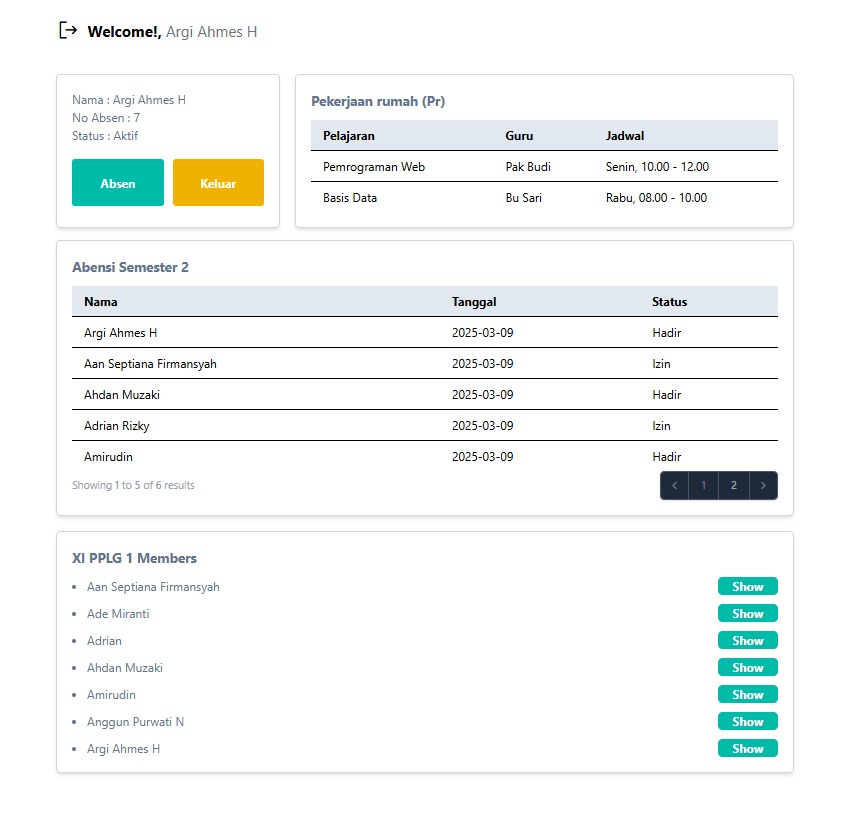 Welcome!, Argi Ahmes H
Nama : Argi Ahmes H
No Absen : 7
Status : Aktif
Absen Keluar
Pekerjaan rumah (Pr)
Pelajaran Guru Jadwal
Pemrograman Web Pak Budi Senin, 10.00 - 12.00
Basis Data Bu Sari Rabu, 08.00 - 10.00
Abensi Semester 2
Nama Tanggal Status
Argi Ahmes H 2025-03-09 Hadir
Aan Septiana Firmansyah 2025-03-09 Izin
Ahdan Muzaki 2025-03-09 Hadir
Adrian Rizky 2025-03-09 Izin
Amirudin 2025-03-09 Hadir
Showing 1 to 5 of 6 results < 1 2 >
XI PPLG 1 Members
• Aan Septiana Firmansyah Show
• Ade Miranti Show
• Adrian Show
• Ahdan Muzaki Show
• Amirudin Show
• Anggun Purwati N Show
• Argi Ahmes H Show